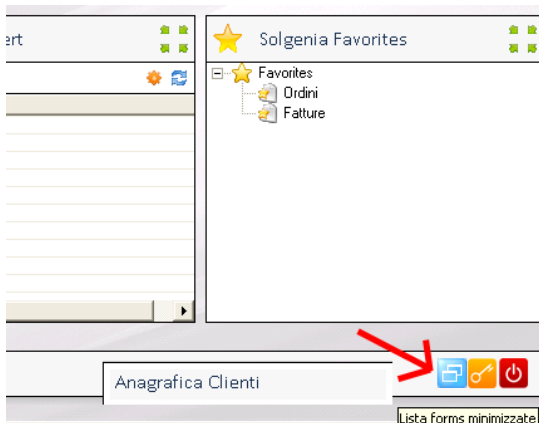 ert
Solgenia Favorites
Favorites
Ordini
Fatture
Anagrafica Clienti
Lista forms minimizzate